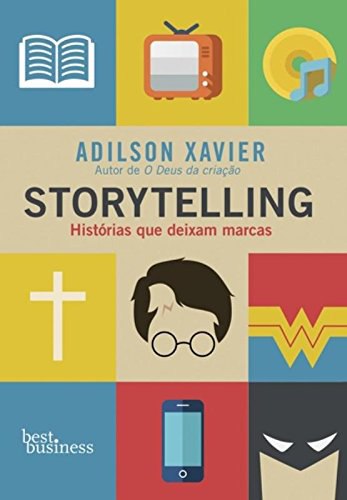 ADILSON XAVIER
Autor de O Deus da criação
STORYTELLING
Histórias que deixam marcas
best.
business